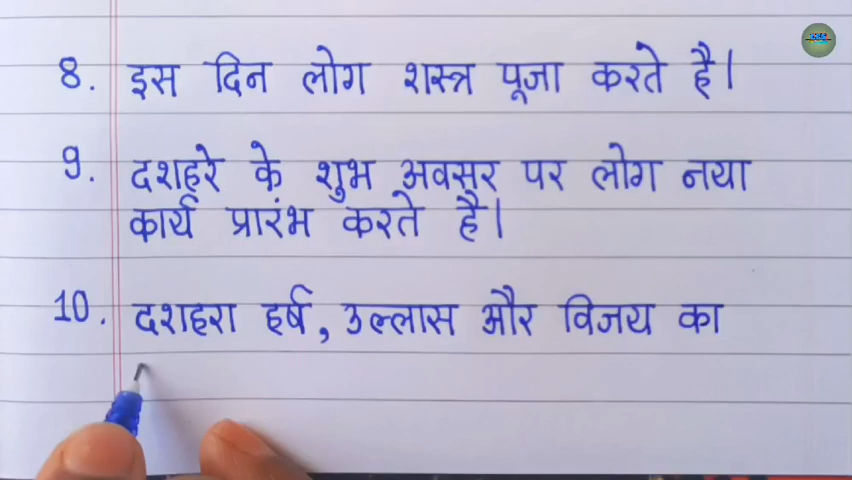 8. इस दिन लोग शस्त्र पूजा करते है।
9. दशहरे के शुभ अवसर पर लोग नया
कार्य प्रारंभ करते है।
10. दशहरा हर्ष, उल्लास और विजय का